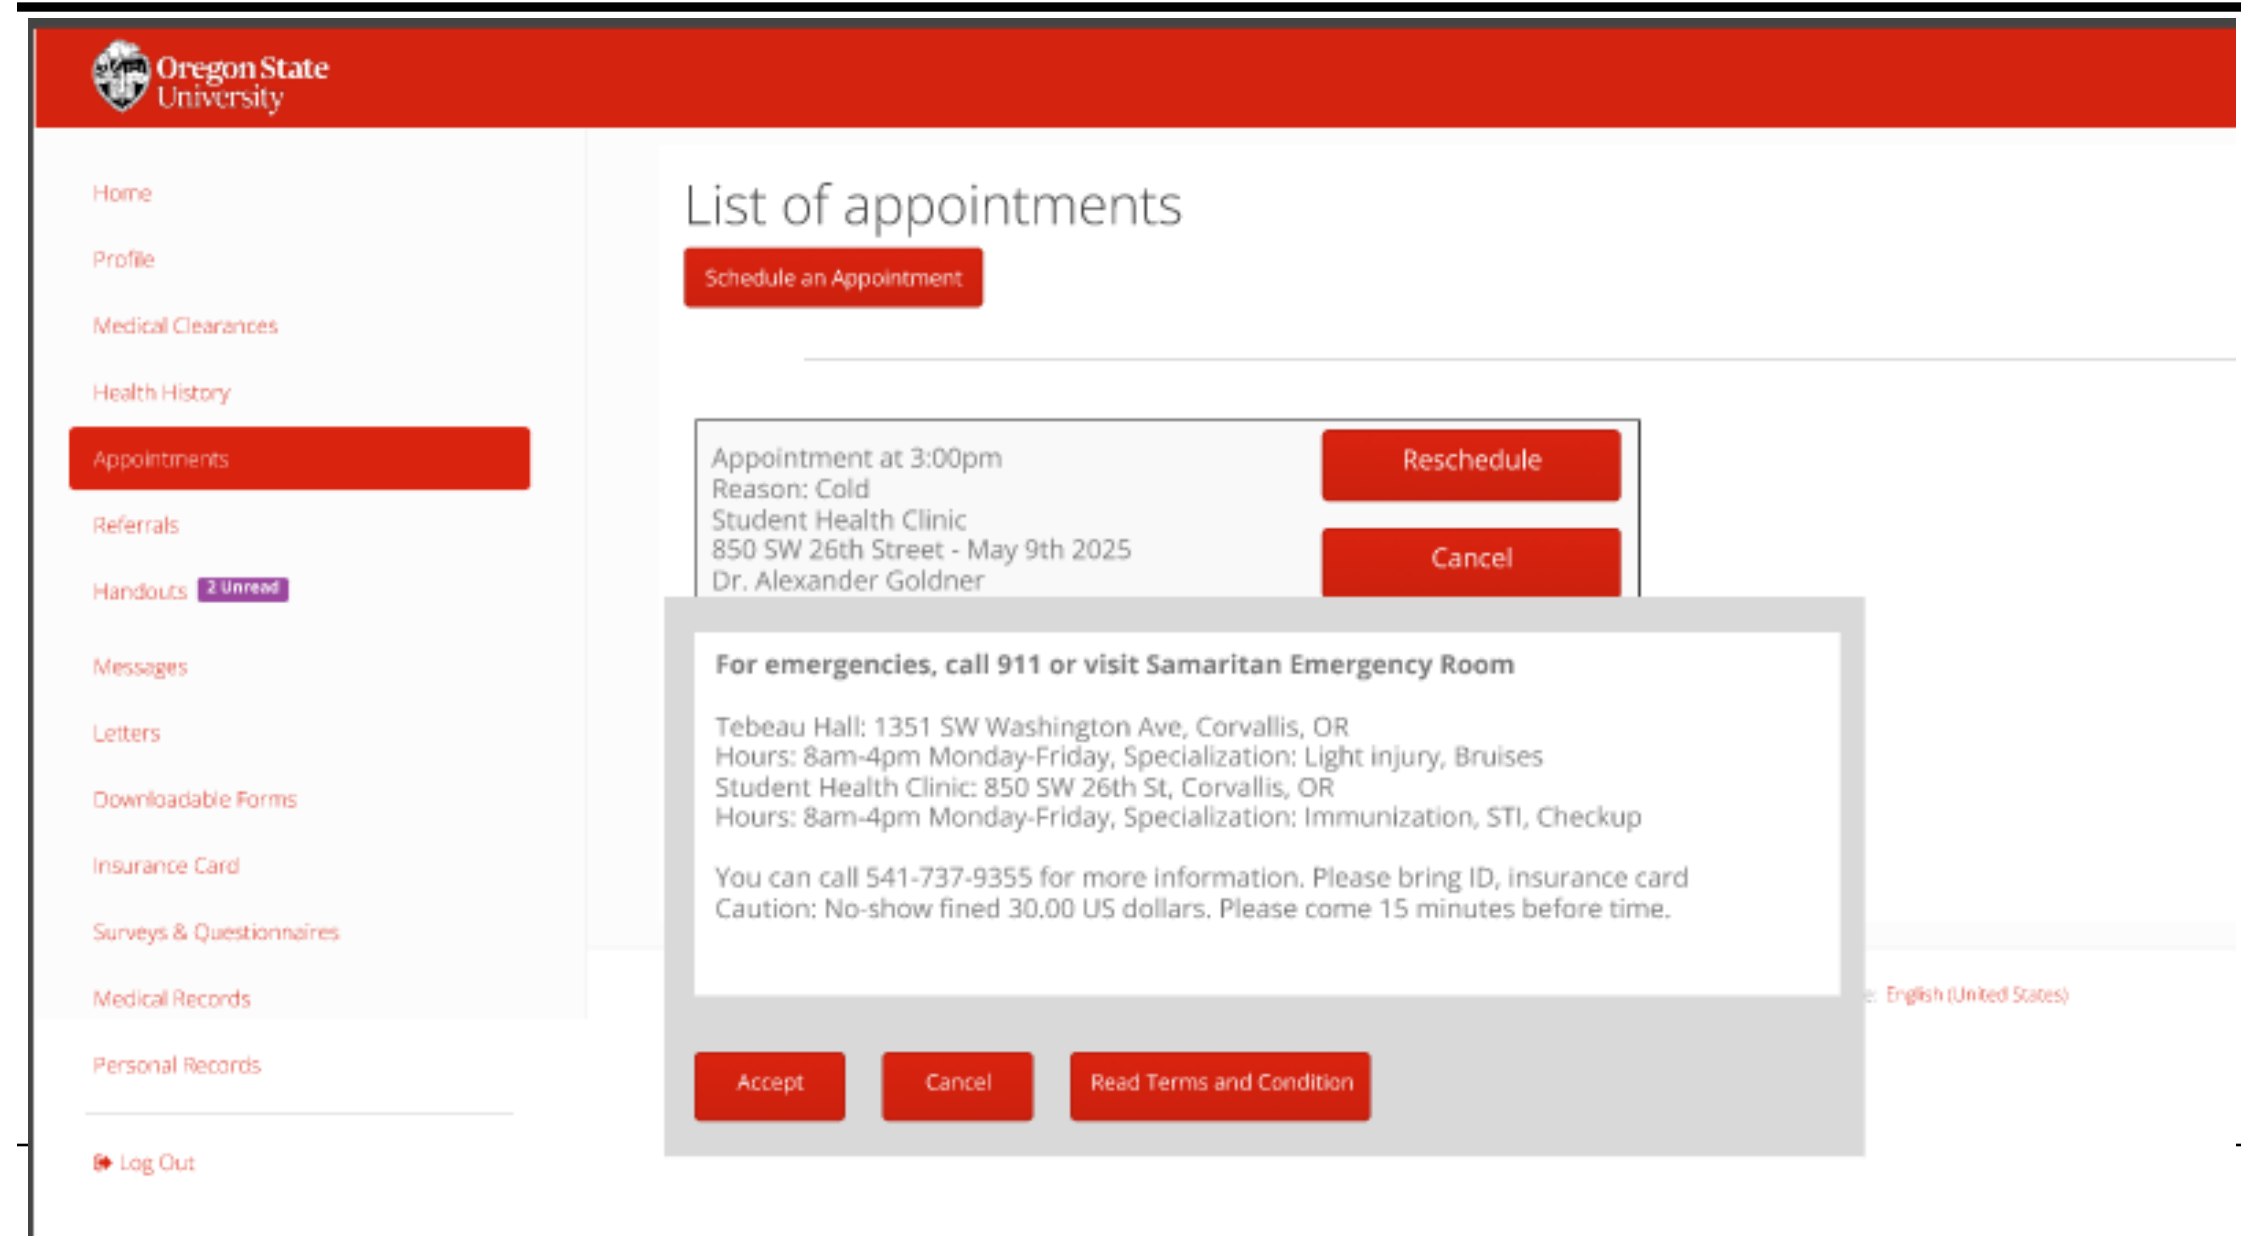 Oregon State
University
Home
Profile
Medical Clearances
Health History
Appointments
Referrals
Handouts 2 Unread
Messages
Letters
Downloadable Forms
Insurance Card
Surveys & Questionnaires
Medical Records
Personal Records
Log Out
List of appointments
Schedule an Appointment
Appointment at 3:00pm
Reason: Cold
Student Health Clinic
850 SW 26th Street - May 9th 2025
Dr. Alexander Goldner
Reschedule
Cancel
For emergencies, call 911 or visit Samaritan Emergency Room
Tebeau Hall: 1351 SW Washington Ave, Corvallis, OR
Hours: 8am-4pm Monday-Friday, Specialization: Light injury, Bruises
Student Health Clinic: 850 SW 26th St, Corvallis, OR
Hours: 8am-4pm Monday-Friday, Specialization: Immunization, STI, Checkup
You can call 541-737-9355 for more information. Please bring ID, insurance card
Caution: No-show fined 30.00 US dollars. Please come 15 minutes before time.
Accept
Cancel
Read Terms and Condition
e: English (United States)